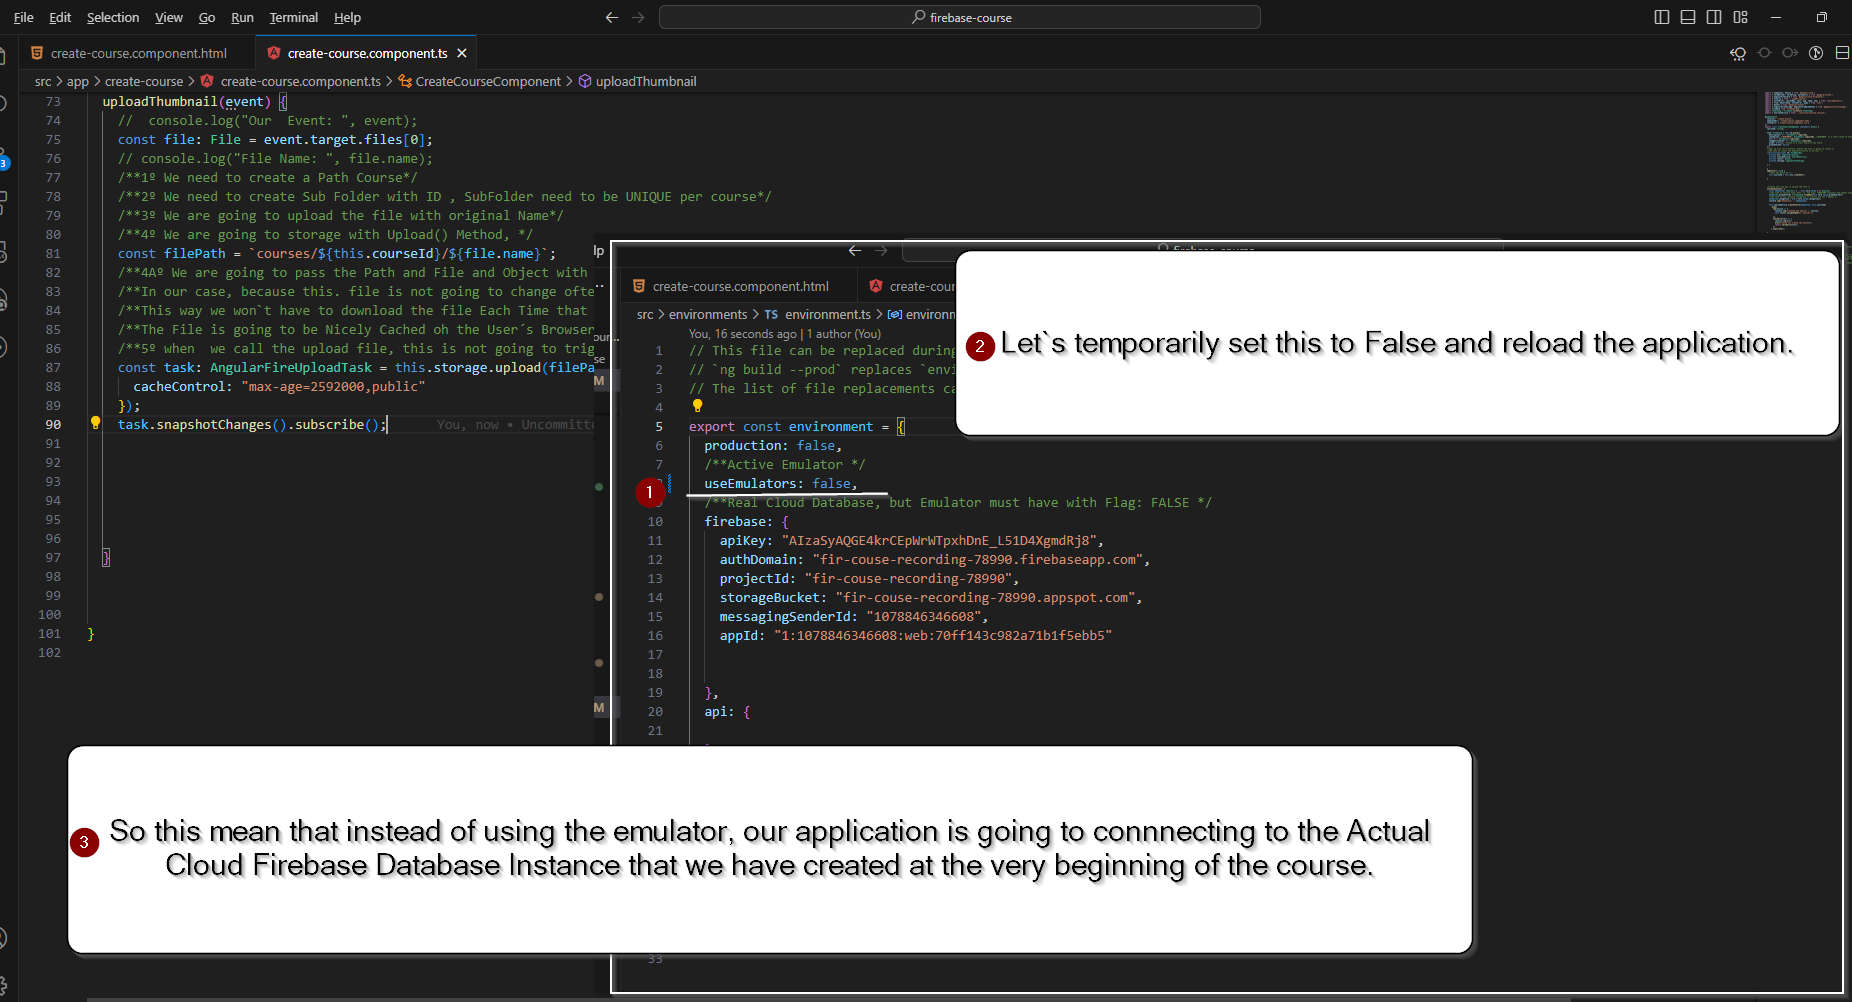 File Edit Selection View Go Run Terminal Help
firebase-course
create-course.component.html
create-course.component.ts
src > app > create-course > create-course.component.ts > CreateCourseComponent > uploadThumbnail
73 uploadThumbnail(event) {
74 //  console.log("Our  Event: ", event);
75 const file: File = event.target.files[0];
76 // console.log("File Name: ", file.name);
77 /**1º We need to create a Path Course*/
78 /**2º We need to create Sub Folder with ID , SubFolder need to be UNIQUE per course*/
79 /**3º We are going to upload the file with original Name*/
80 /**4º We are going to storage with Upload() Method, */
81 const filePath = `courses/${this.courseId}/${file.name}`;
82 /**4Aº We are going to pass the Path and File and Object with
83 /**In our case, because this. file is not going to change ofte
84 /**This way we won`t have to download the file Each Time that
85 /**The File is going to be Nicely Cached oh the User´s Browser
86 /**5º when  we call the upload file, this is not going to trig
87 const task: AngularFireUploadTask = this.storage.upload(filePa
88 cacheControl: "max-age=2592000,public"
89 });
90 task.snapshotChanges().subscribe(); You, now • Uncommitte
91
92
93
94
95
96
97 }
98
99
100
101 }
102
3
lp
firebase-course
create-course.component.html
create-cour
src > environments > TS environment.ts > environm
You, 16 seconds ago | 1 author (You)
1 // This file can be replaced during
2 // `ng build --prod` replaces `envi
3 // The list of file replacements ca
4
5 export const environment = {
6 production: false,
7 /**Active Emulator */
useEmulators: false,
/**Real Cloud Database, but Emulator must have with Flag: FALSE */
10 firebase: {
11 apiKey: "AIzaSyAQGE4krCEpWrWTpxhDnE_L51D4XgmdRj8",
12 authDomain: "fir-couse-recording-78990.firebaseapp.com",
13 projectId: "fir-couse-recording-78990",
14 storageBucket: "fir-couse-recording-78990.appspot.com",
15 messagingSenderId: "1078846346608",
16 appId: "1:1078846346608:web:70ff143c982a71b1f5ebb5"
17
18
19 },
20 api: {
21
33
our...
se
M
M
1
2 Let`s temporarily set this to False and reload the application.
3 So this mean that instead of using the emulator, our application is going to connnecting to the Actual
Cloud Firebase Database Instance that we have created at the very beginning of the course.